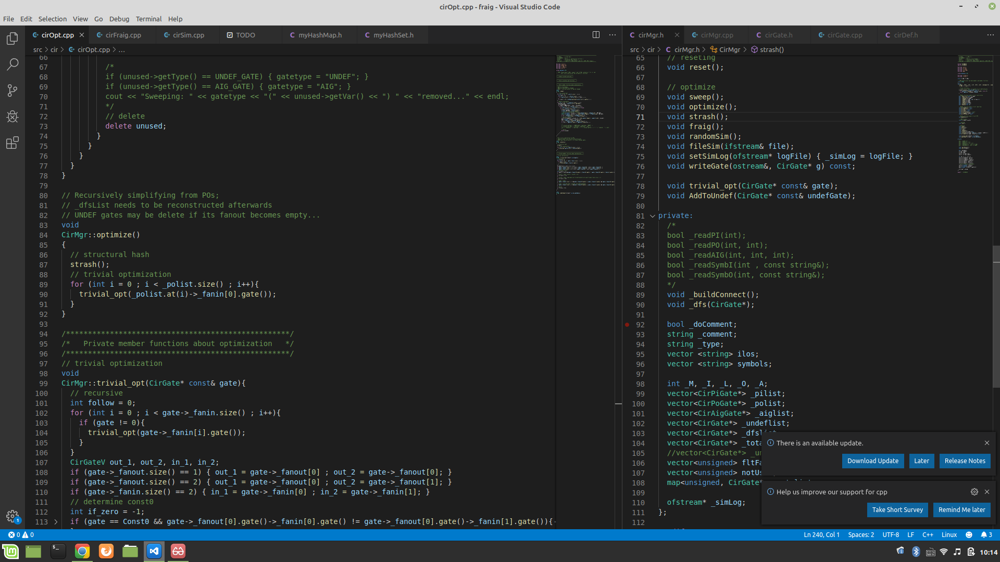 cirOpt.cpp - fraig - Visual Studio Code
File Edit Selection View Go Debug Terminal Help
cirOpt.cpp cirFraig.cpp cirSim.cpp TODO myHashMap.h myHashSet.h
src > cir > cirOpt.cpp > ...
66
67 /*
68 if (unused->getType() == UNDEF_GATE) { gatetype = "UNDEF"; }
69 if (unused->getType() == AIG_GATE) { gatetype = "AIG"; }
70 cout << "Sweeping: " << gatetype << "(" << unused->getVar() << ") " << "removed..." << endl;
71 */
72 // delete
73 delete unused;
74 }
75 }
76 }
77 }
78 }
79
80 // Recursively simplifying from POs;
81 // _dfsList needs to be reconstructed afterwards
82 // UNDEF gates may be delete if its fanout becomes empty...
83 void
84 CirMgr::optimize()
85 {
86 // structural hash
87 strash();
88 // trivial optimization
89 for (int i = 0 ; i < _polist.size() ; i++){
90 trivial_opt(_polist.at(i)->_fanin[0].gate());
91 }
92 }
93
94 /***************************************************/
95 /*   Private member functions about optimization   */
96 /***************************************************/
97 // trivial optimization
98 void
99 CirMgr::trivial_opt(CirGate* const& gate){
100 // recursive
101 int follow = 0;
102 for (int i = 0 ; i < gate->_fanin.size() ; i++){
103 if (gate != 0){
104 trivial_opt(gate->_fanin[i].gate());
105 }
106 }
107 CirGateV out_1, out_2, in_1, in_2;
108 if (gate->_fanout.size() == 1) { out_1 = gate->_fanout[0] ; out_2 = gate->_fanout[0]; }
109 if (gate->_fanout.size() == 2) { out_1 = gate->_fanout[0] ; out_2 = gate->_fanout[1]; }
110 if (gate->_fanin.size() == 2) { in_1 = gate->_fanin[0] ; in_2 = gate->_fanin[1]; }
111 // determine const0
112 int if_zero = -1;
113 if (gate == Const0 && gate->_fanout[0].gate()->_fanin[0].gate() != gate->_fanout[0].gate()->_fanin[1].gate()){
cirMgr.h cirMgr.cpp cirGate.h cirGate.cpp cirDef.h
src > cir > cirMgr.h > CirMgr > strash()
65 // reseting
66 void reset();
67
68 // optimize
69 void sweep();
70 void optimize();
71 void strash();
72 void fraig();
73 void randomSim();
74 void fileSim(ifstream& file);
75 void setSimLog(ofstream* logFile) { _simLog = logFile; }
76 void writeGate(ostream&, CirGate* g) const;
77
78 void trivial_opt(CirGate* const& gate);
79 void AddToUndef(CirGate* const& undefGate);
80
81 private:
82 /*
83 bool _readPI(int);
84 bool _readPO(int, int);
85 bool _readAIG(int, int, int);
86 bool _readSymbI(int , const string&);
87 bool _readSymbO(int, const string&);
88 */
89 void _buildConnect();
90 void _dfs(CirGate*);
91
92 bool _doComment;
93 string _comment;
94 string _type;
95 vector <string> ilos;
96 vector <string> symbols;
97
98 int _M, _I, _L, _O, _A;
99 vector<CirPiGate*> _pilist;
100 vector<CirPoGate*> _polist;
101 vector<CirAigGate*> _aiglist;
102 vector<CirGate*> _undeflist;
103 vector<CirGate*>
104 vector<CirGate*>
105 //vector<CirGate*>
106 vector<unsigned>
107 vector<unsigned>
108 map<unsigned,
109
110 ofstream* _simLog;
111 };
112
There is an available update.
Download Update Later Release Notes
Help us improve our support for cpp
Take Short Survey Remind Me later
0 0 Ln 240, Col 1 Spaces: 2 UTF-8 LF C++ Linux 3
10:14